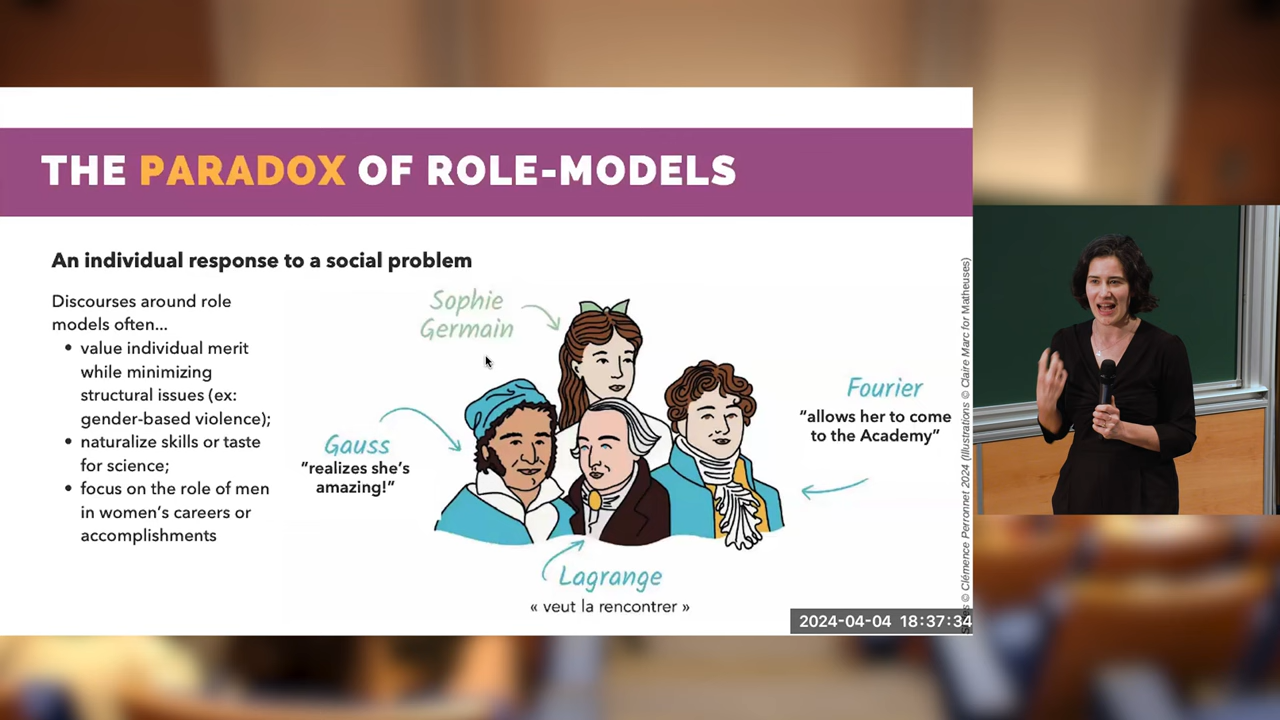 THE PARADOX OF ROLE-MODELS
An individual response to a social problem
Discourses around role
models often...
• value individual merit
while minimizing
structural issues (ex:
gender-based violence);
• naturalize skills or taste
for science;
• focus on the role of men
in women's careers or
accomplishments
Sophie
Germain
Gauss
"realizes she's
amazing!"
Fourier
"allows her to come
to the Academy"
Lagrange
« veut la rencontrer »
© Clémence Perronnet 2024 (Illustrations © Claire Marc for Matheuses)
2024-04-04 18:37:34